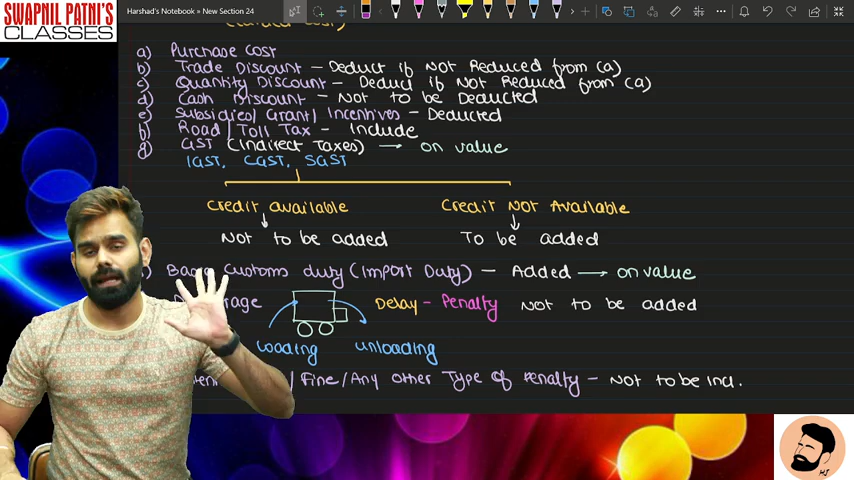 SWAPNIL PATNI'S
CLASSES
Harshad's Notebook » New Section 24
a) Purchase Cost
b) Trade Discount – Deduct if NOT Reduced from (a)
c) Quantity Discount – Deduct if NOT Reduced from (a)
d) Cash Discount – NOT to be Deducted
e) Subsidies/ Grant/ Incentives – Deducted
Road / Toll Tax – Include
g) GST (Indirect Taxes) → on value
IGST, CGST, SGST
Credit available Credit NOT Available
Not to be added To be added
Customs duty (Import Duty) – Added → on value
Delay – Penalty NOT to be added
Loading unloading
/ Fine / Any other Type of Penalty – NOT to be incl.
HJ